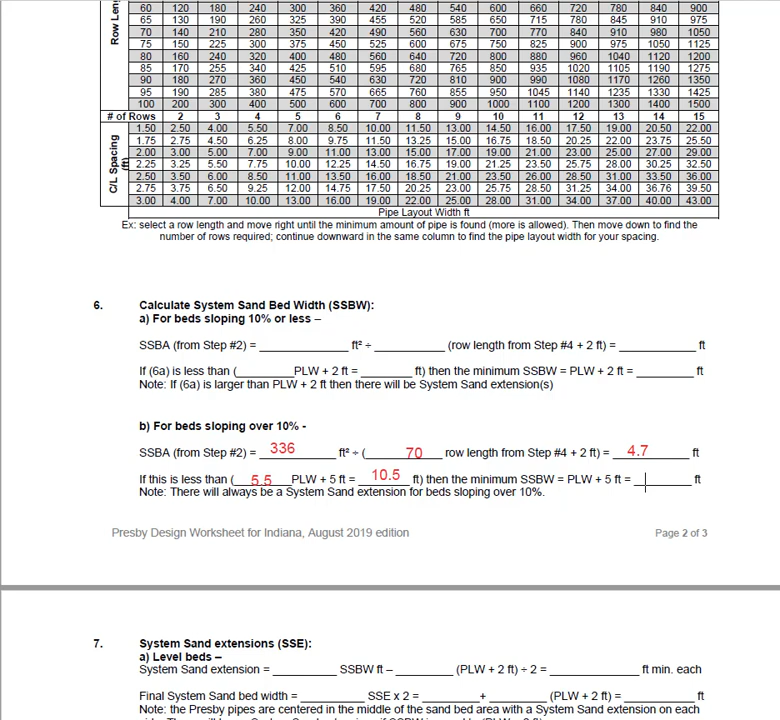 60 120 180 240 300 360 420 480 540 600 660 720 780 840 900
65 130 190 260 325 390 455 520 585 650 715 780 845 910 975
70 140 210 280 350 420 490 560 630 700 770 840 910 980 1050
75 150 225 300 375 450 525 600 675 750 825 900 975 1050 1125
80 160 240 320 400 480 560 640 720 800 880 960 1040 1120 1200
85 170 255 340 425 510 595 680 765 850 935 1020 1105 1190 1275
90 180 270 360 450 540 630 720 810 900 990 1080 1170 1260 1350
95 190 285 380 475 570 665 760 855 950 1045 1140 1235 1330 1425
100 200 300 400 500 600 700 800 900 1000 1100 1200 1300 1400 1500
# of Rows 2 3 4 5 6 7 8 9 10 11 12 13 14 15
C/L Spacing (ft)
1.50 2.50 4.00 5.50 7.00 8.50 10.00 11.50 13.00 14.50 16.00 17.50 19.00 20.50 22.00
1.75 2.75 4.50 6.25 8.00 9.75 11.50 13.25 15.00 16.75 18.50 20.25 22.00 23.75 25.50
2.00 3.00 5.00 7.00 9.00 11.00 13.00 15.00 17.00 19.00 21.00 23.00 25.00 27.00 29.00
2.25 3.25 5.50 7.75 10.00 12.25 14.50 16.75 19.00 21.25 23.50 25.75 28.00 30.25 32.50
2.50 3.50 6.00 8.50 11.00 13.50 16.00 18.50 21.00 23.50 26.00 28.50 31.00 33.50 36.00
2.75 3.75 6.50 9.25 12.00 14.75 17.50 20.25 23.00 25.75 28.50 31.25 34.00 36.76 39.50
3.00 4.00 7.00 10.00 13.00 16.00 19.00 22.00 25.00 28.00 31.00 34.00 37.00 40.00 43.00
Pipe Layout Width ft
Ex: select a row length and move right until the minimum amount of pipe is found (more is allowed). Then move down to find the
number of rows required; continue downward in the same column to find the pipe layout width for your spacing.
6. Calculate System Sand Bed Width (SSBW):
a) For beds sloping 10% or less –
SSBA (from Step #2) = ____________ ft² ÷ ____________ (row length from Step #4 + 2 ft) = ____________ ft
If (6a) is less than (_________PLW + 2 ft = ________ ft) then the minimum SSBW = PLW + 2 ft = _________ ft
Note: If (6a) is larger than PLW + 2 ft then there will be System Sand extension(s)
b) For beds sloping over 10% -
SSBA (from Step #2) = 336 ft² ÷ ( 70 row length from Step #4 + 2 ft) = 4.7 ft
If this is less than ( 5.5 PLW + 5 ft = 10.5 ft) then the minimum SSBW = PLW + 5 ft = _________ ft
Note: There will always be a System Sand extension for beds sloping over 10%.
Presby Design Worksheet for Indiana, August 2019 edition Page 2 of 3
7. System Sand extensions (SSE):
a) Level beds –
System Sand extension = __________ SSBW ft – _________ (PLW + 2 ft) ÷ 2 = ______________ ft min. each
Final System Sand bed width = ________ SSE x 2 = _________ + _________ (PLW + 2 ft) = ___________ ft
Note: the Presby pipes are centered in the middle of the sand bed area with a System Sand extension on each